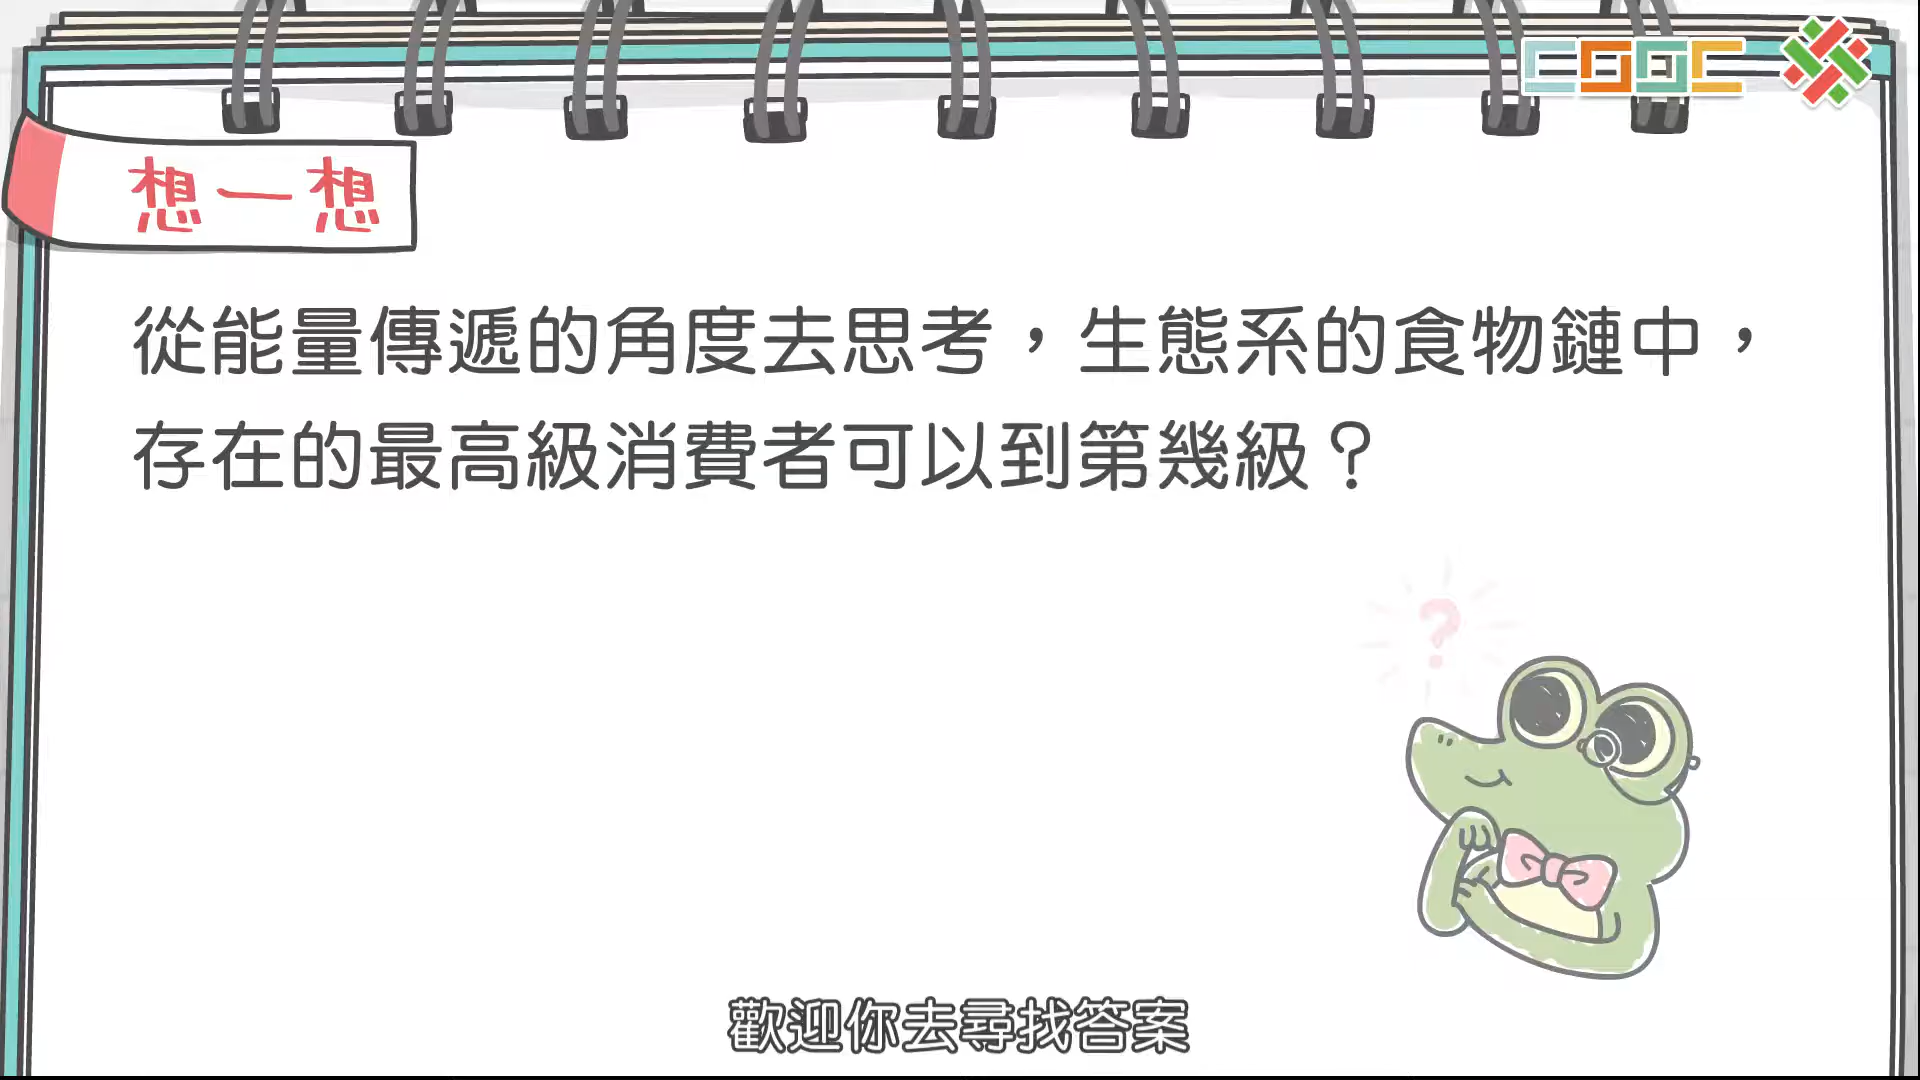 想一想
從能量傳遞的角度去思考，生態系的食物鏈中，
存在的最高級消費者可以到第幾級？
?
歡迎你去尋找答案